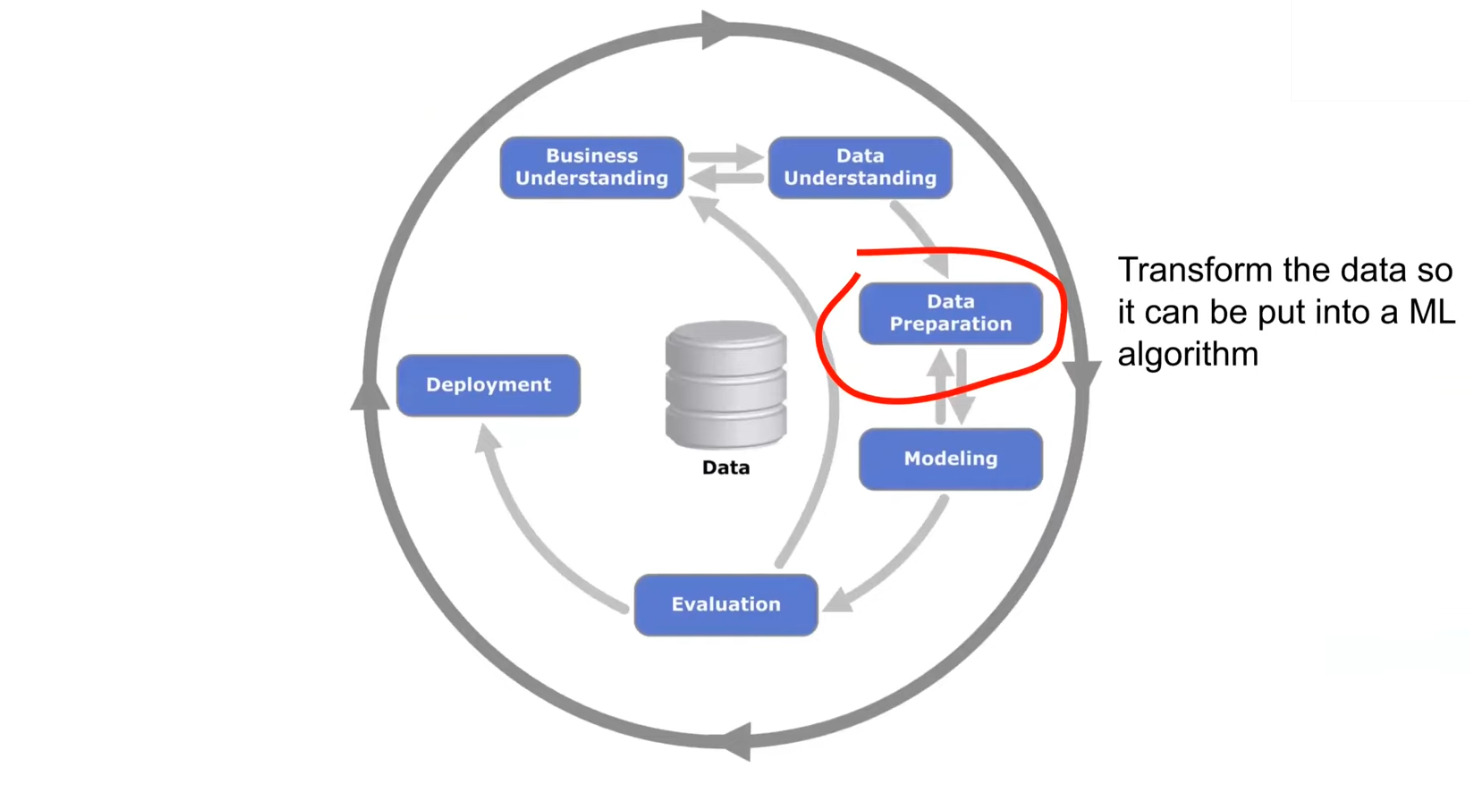 Business
Understanding
Data
Understanding
Data
Preparation
Transform the data so
it can be put into a ML
algorithm
Deployment
Data
Modeling
Evaluation